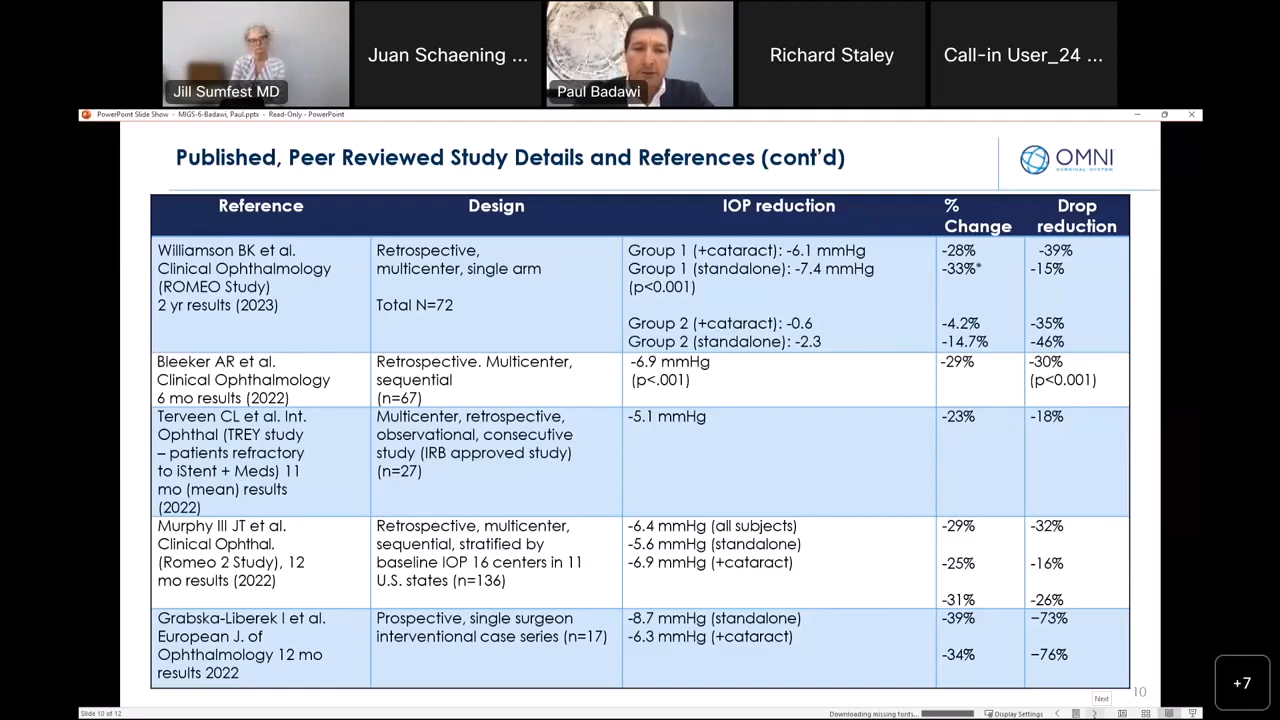 Juan Schaening ...
Richard Staley
Call-in User_24 ...
Jill Sumfest MD
Paul Badawi
PowerPoint Slide Show - MIGS-6-Badawi, Paul.pptx - Read-Only - PowerPoint
Published, Peer Reviewed Study Details and References (cont'd)
OMNI
SURGICAL SYSTEM
Reference
Design
IOP reduction
%
Change
Drop
reduction
Williamson BK et al.
Clinical Ophthalmology
(ROMEO Study)
2 yr results (2023)
Retrospective,
multicenter, single arm
Total N=72
Group 1 (+cataract): -6.1 mmHg
Group 1 (standalone): -7.4 mmHg
(p<0.001)
Group 2 (+cataract): -0.6
Group 2 (standalone): -2.3
-28%
-33%*
-4.2%
-14.7%
-39%
-15%
-35%
-46%
Bleeker AR et al.
Clinical Ophthalmology
6 mo results (2022)
Retrospective. Multicenter,
sequential
(n=67)
-6.9 mmHg
(p<.001)
-29%
-30%
(p<0.001)
Terveen CL et al. Int.
Ophthal (TREY study
– patients refractory
to iStent + Meds) 11
mo (mean) results
(2022)
Multicenter, retrospective,
observational, consecutive
study (IRB approved study)
(n=27)
-5.1 mmHg
-23%
-18%
Murphy III JT et al.
Clinical Ophthal.
(Romeo 2 Study), 12
mo results (2022)
Retrospective, multicenter,
sequential, stratified by
baseline IOP 16 centers in 11
U.S. states (n=136)
-6.4 mmHg (all subjects)
-5.6 mmHg (standalone)
-6.9 mmHg (+cataract)
-29%
-25%
-31%
-32%
-16%
-26%
Grabska-Liberek I et al.
European J. of
Ophthalmology 12 mo
results 2022
Prospective, single surgeon
interventional case series (n=17)
-8.7 mmHg (standalone)
-6.3 mmHg (+cataract)
-39%
-34%
−73%
−76%
Next
10
+7
Slide 10 of 12
Downloading missing fonts...
Display Settings